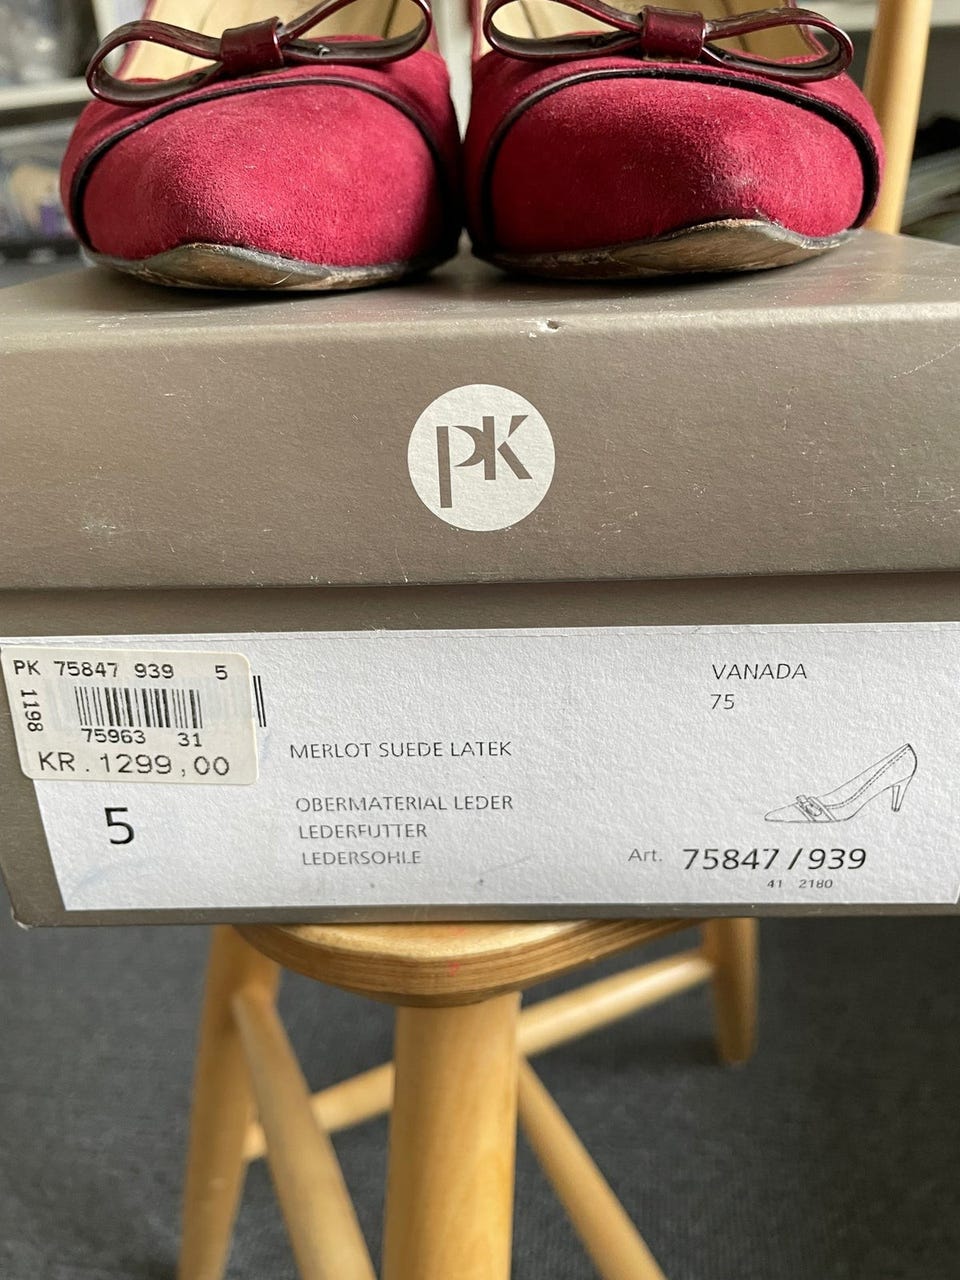 PK
PK 75847 939 5
1198
75963 31
KR.1299,00
5
MERLOT SUEDE LATEK
OBERMATERIAL LEDER
LEDERFUTTER
LEDERSOHLE
VANADA
75
Art. 75847/939
41 2180